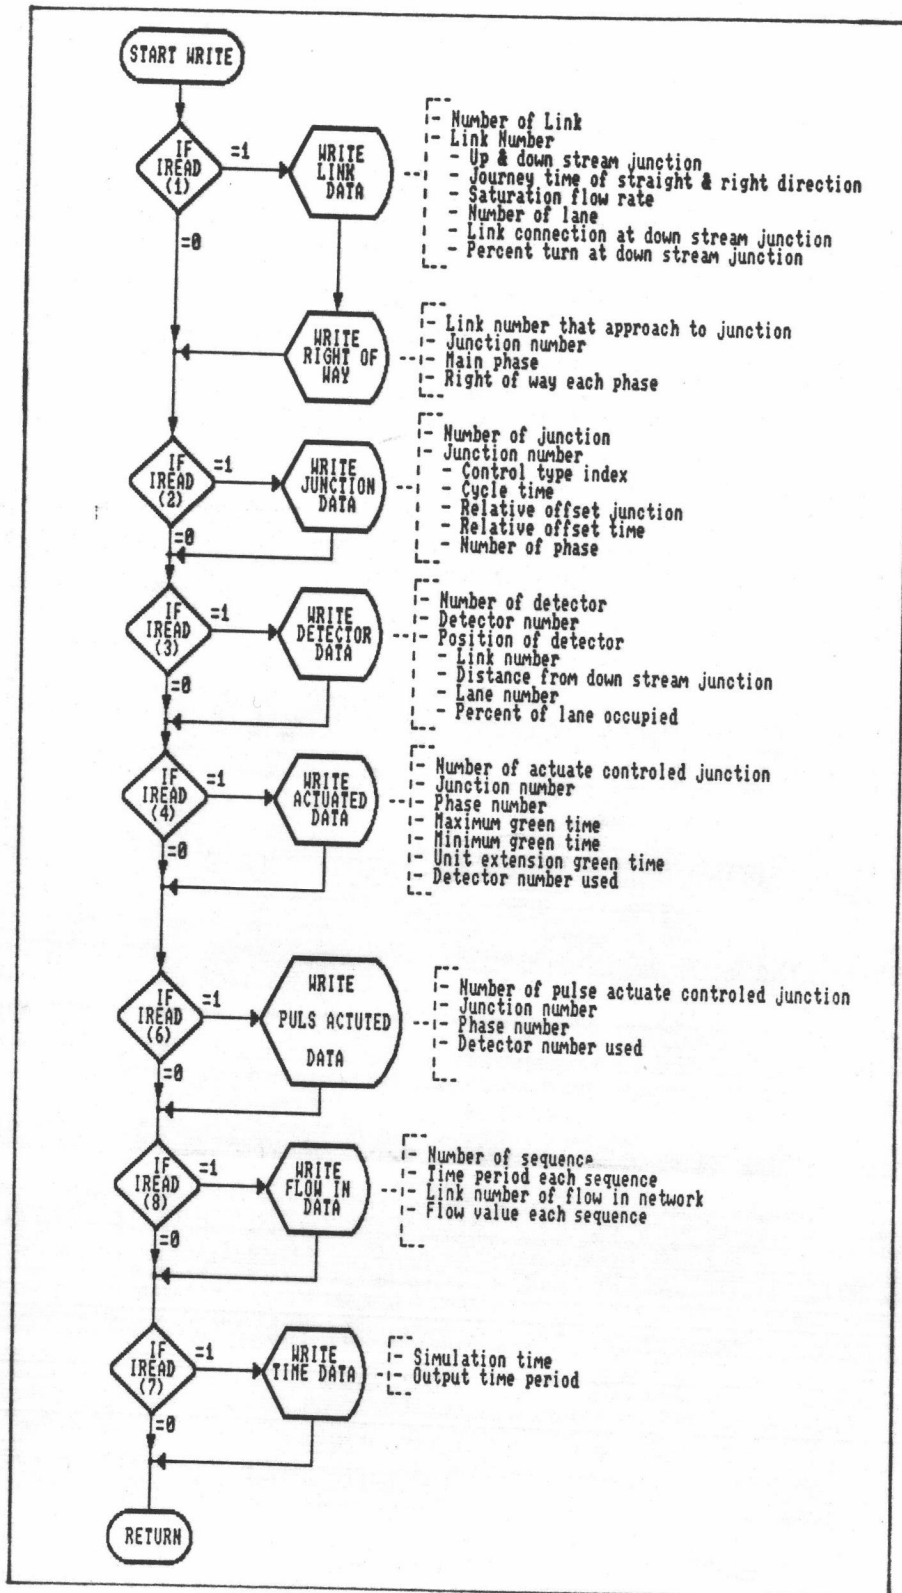 START WRITE
IF
IREAD
(1)
=1
=0
WRITE
LINK
DATA
- Number of Link
- Link Number
- Up & down stream junction
- Journey time of straight & right direction
- Saturation flow rate
- Number of lane
- Link connection at down stream junction
- Percent turn at down stream junction
WRITE
RIGHT OF
WAY
- Link number that approach to junction
- Junction number
- Main phase
- Right of way each phase
IF
IREAD
(2)
=1
=0
WRITE
JUNCTION
DATA
- Number of junction
- Junction number
- Control type index
- Cycle time
- Relative offset junction
- Relative offset time
- Number of phase
IF
IREAD
(3)
=1
=0
WRITE
DETECTOR
DATA
- Number of detector
- Detector number
- Position of detector
- Link number
- Distance from down stream junction
- Lane number
- Percent of lane occupied
IF
IREAD
(4)
=1
=0
WRITE
ACTUATED
DATA
- Number of actuate controled junction
- Junction number
- Phase number
- Maximum green time
- Minimum green time
- Unit extension green time
- Detector number used
IF
IREAD
(6)
=1
=0
WRITE
PULS ACTUTED
DATA
- Number of pulse actuate controled junction
- Junction number
- Phase number
- Detector number used
IF
IREAD
(8)
=1
=0
WRITE
FLOW IN
DATA
- Number of sequence
- Time period each sequence
- Link number of flow in network
- Flow value each sequence
IF
IREAD
(7)
=1
=0
WRITE
TIME DATA
- Simulation time
- Output time period
RETURN